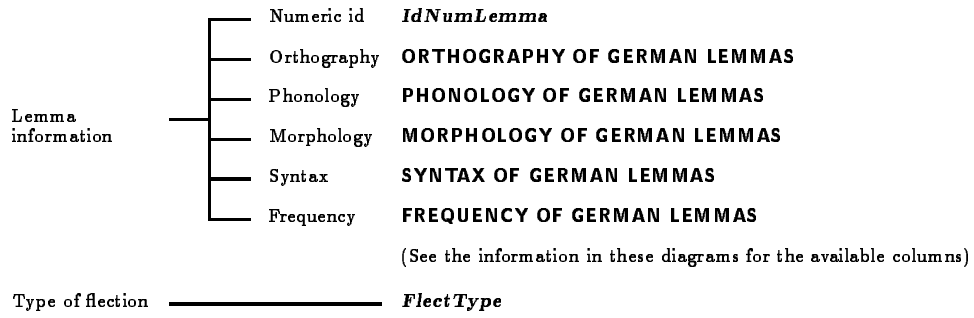 Numeric id IdNumLemma
Orthography ORTHOGRAPHY OF GERMAN LEMMAS
Phonology PHONOLOGY OF GERMAN LEMMAS
Lemma
information
Morphology MORPHOLOGY OF GERMAN LEMMAS
Syntax SYNTAX OF GERMAN LEMMAS
Frequency FREQUENCY OF GERMAN LEMMAS
(See the information in these diagrams for the available columns)
Type of flection FlectType